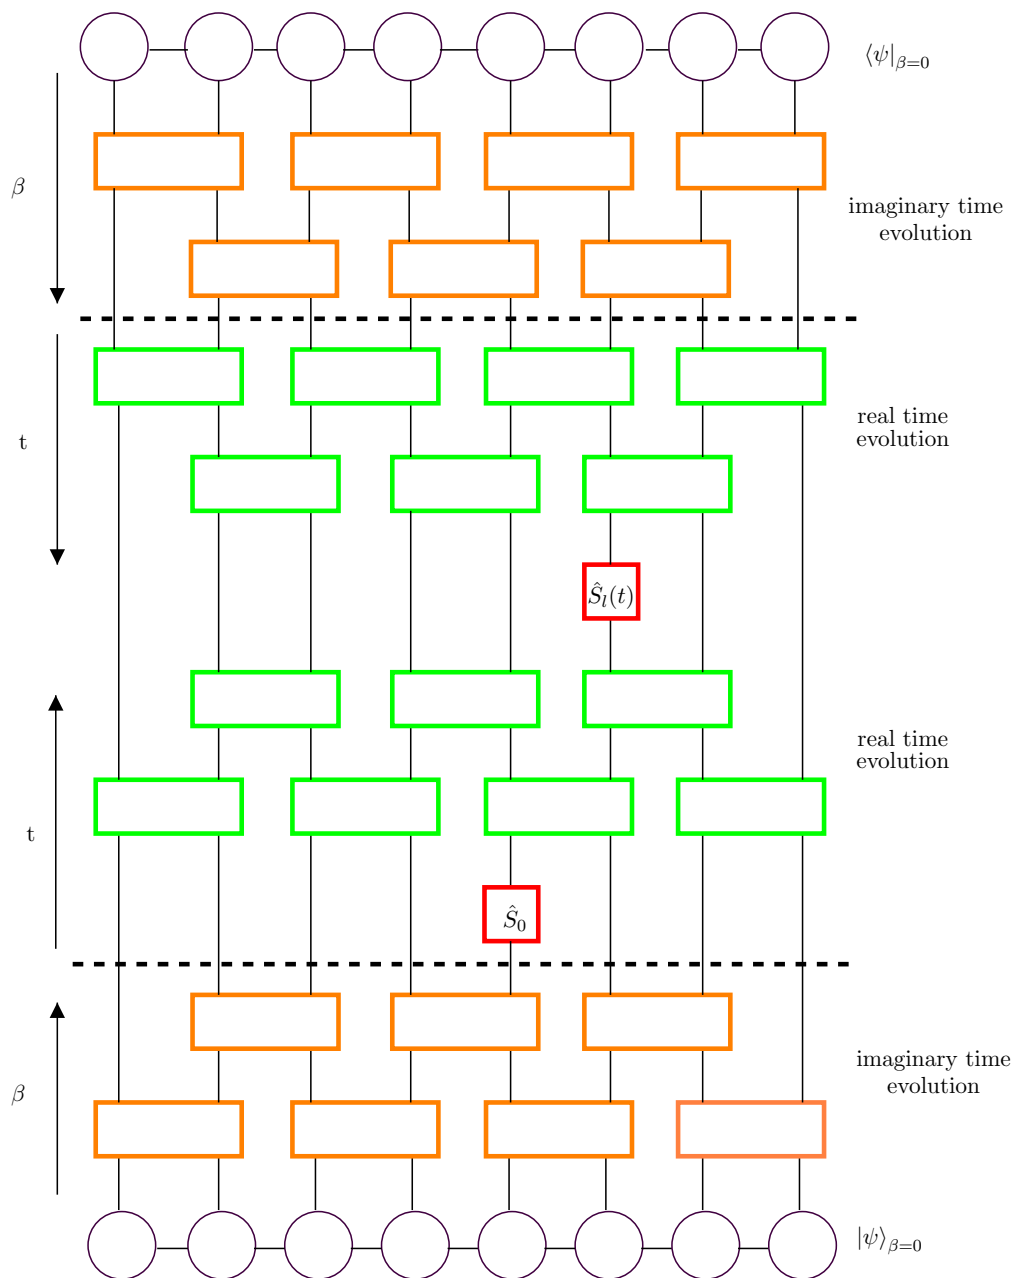 ⟨ψ|β=0
β
imaginary time
evolution
t
real time
evolution
Ŝl(t)
real time
evolution
t
Ŝ0
imaginary time
evolution
β
|ψ⟩β=0